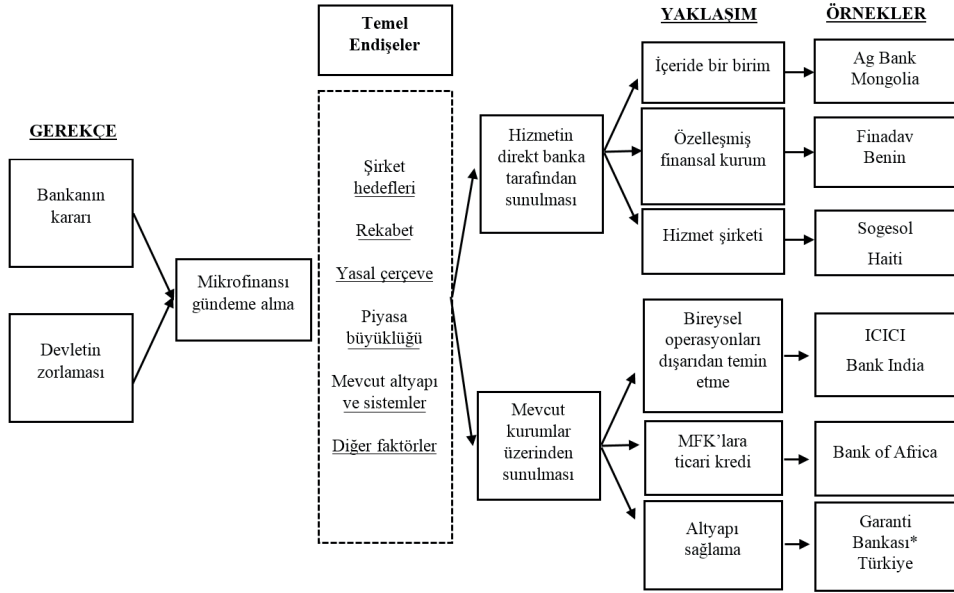 GEREKÇE
Bankanın
kararı
Devletin
zorlaması
Mikrofinansı
gündeme alma
Temel
Endişeler
Şirket
hedefleri
Rekabet
Yasal çerçeve
Piyasa
büyüklüğü
Mevcut altyapı
ve sistemler
Diğer faktörler
Hizmetin
direkt banka
tarafından
sunulması
Mevcut
kurumlar
üzerinden
sunulması
YAKLAŞIM
İçeride bir birim
Özelleşmiş
finansal kurum
Hizmet şirketi
Bireysel
operasyonları
dışarıdan temin
etme
MFK’lara
ticari kredi
Altyapı
sağlama
ÖRNEKLER
Ag Bank
Mongolia
Finadav
Benin
Sogesol
Haiti
ICICI
Bank India
Bank of Africa
Garanti
Bankası*
Türkiye